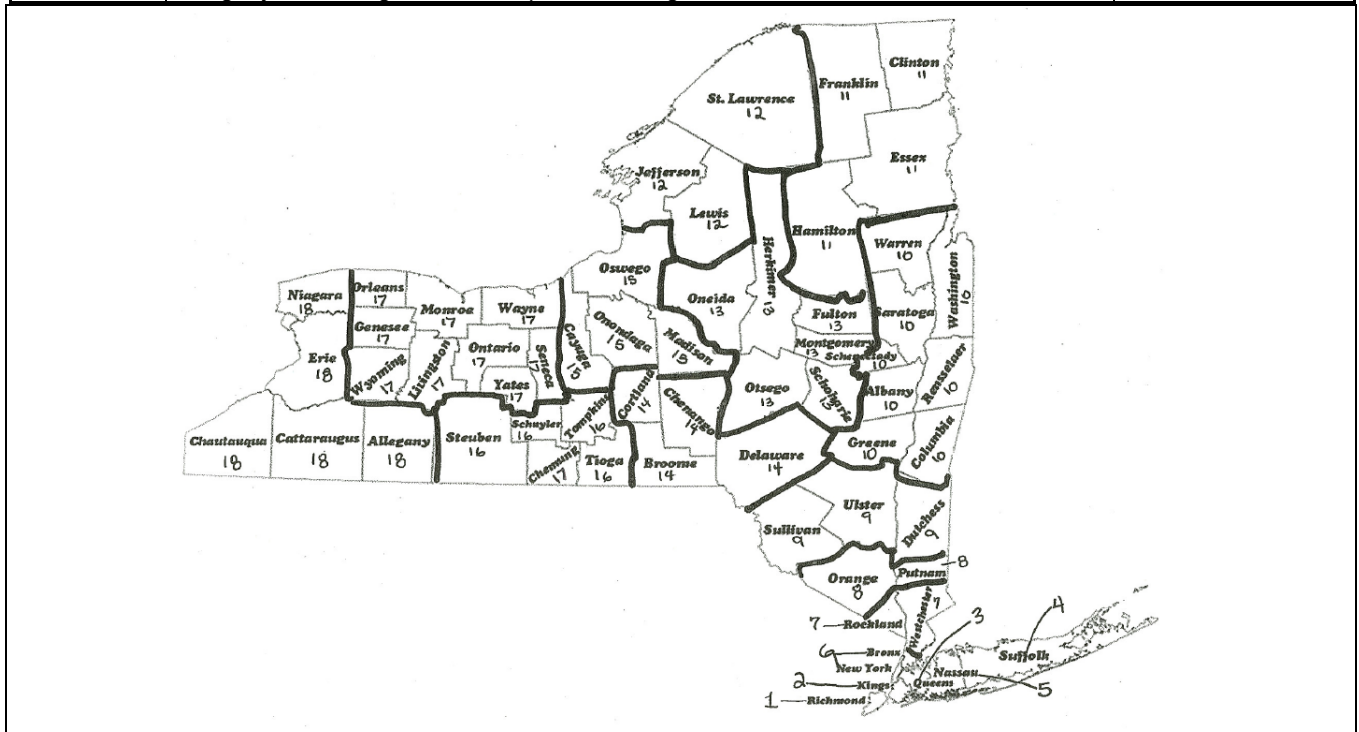 Clinton
11
Franklin
11
St. Lawrence
12
Essex
11
Jefferson
12
Lewis
12
Hamilton
11
Herkimer
13
Warren
10
Washington
10
Oswego
15
Oneida
13
Fulton
13
Saratoga
10
Niagara
18
Orleans
17
Monroe
17
Wayne
17
Genesee
17
Cayuga
15
Onondaga
15
Madison
15
Montgomery
13
Schenectady
10
Erie
18
Wyoming
17
Livingston
17
Ontario
17
Seneca
17
Yates
17
Otsego
13
Schoharie
13
Albany
10
Rensselaer
10
Cortland
14
Chenango
14
Tompkins
16
Schuyler
16
Chautauqua
18
Cattaraugus
18
Allegany
18
Steuben
16
Chemung
17
Tioga
16
Broome
14
Delaware
14
Greene
10
Columbia
10
Ulster
9
Sullivan
9
Dutchess
9
Orange
8
Putnam
8
Westchester
7
7 Rockland
3
4
6 Bronx
New York
Suffolk
Nassau
5
Queens
2 Kings
1 Richmond